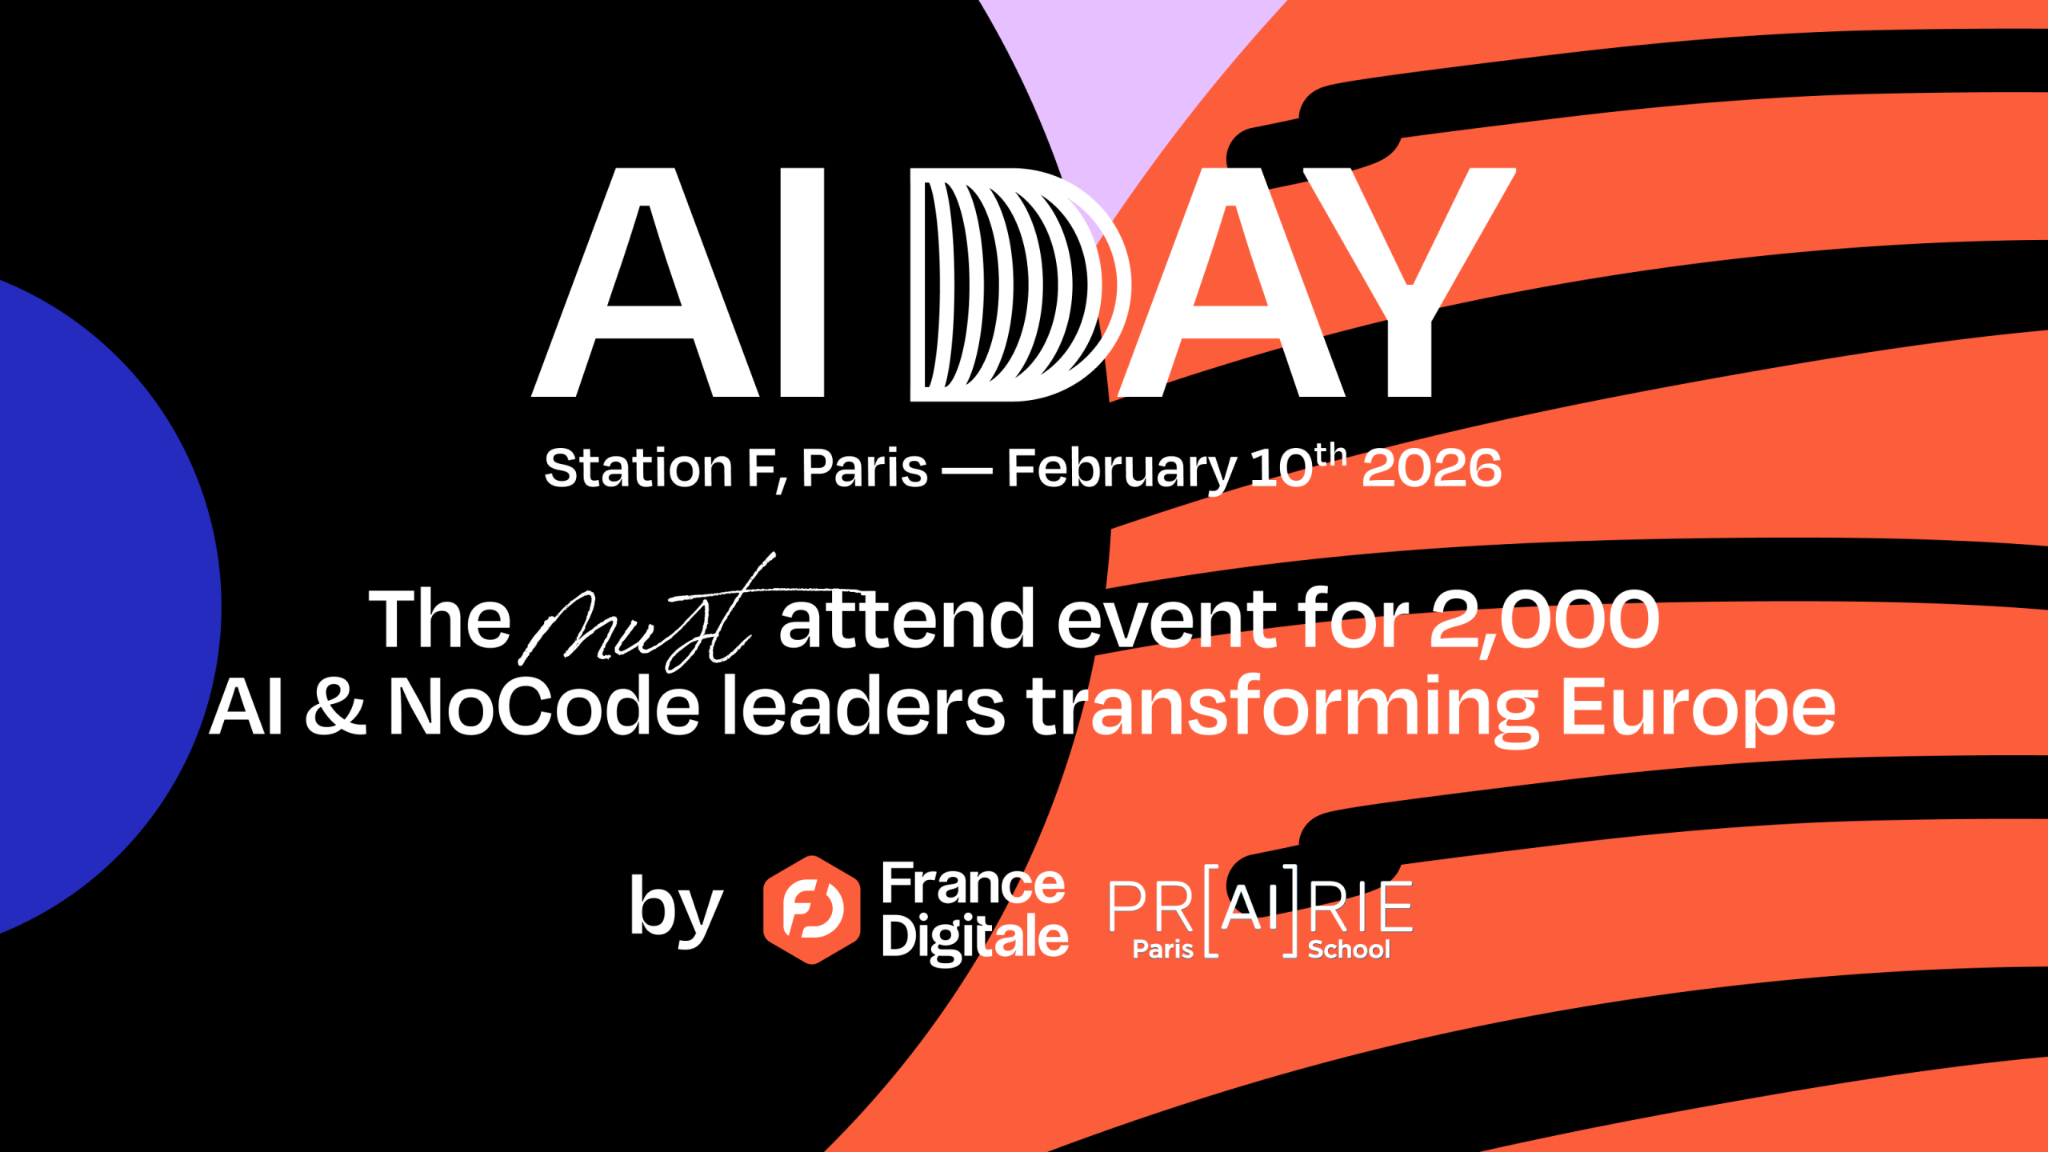 AI DAY
Station F, Paris — February 10th 2026
The must attend event for 2,000
AI & NoCode leaders transforming Europe
by
France
Digitale
PR[AI]RIE
Paris School